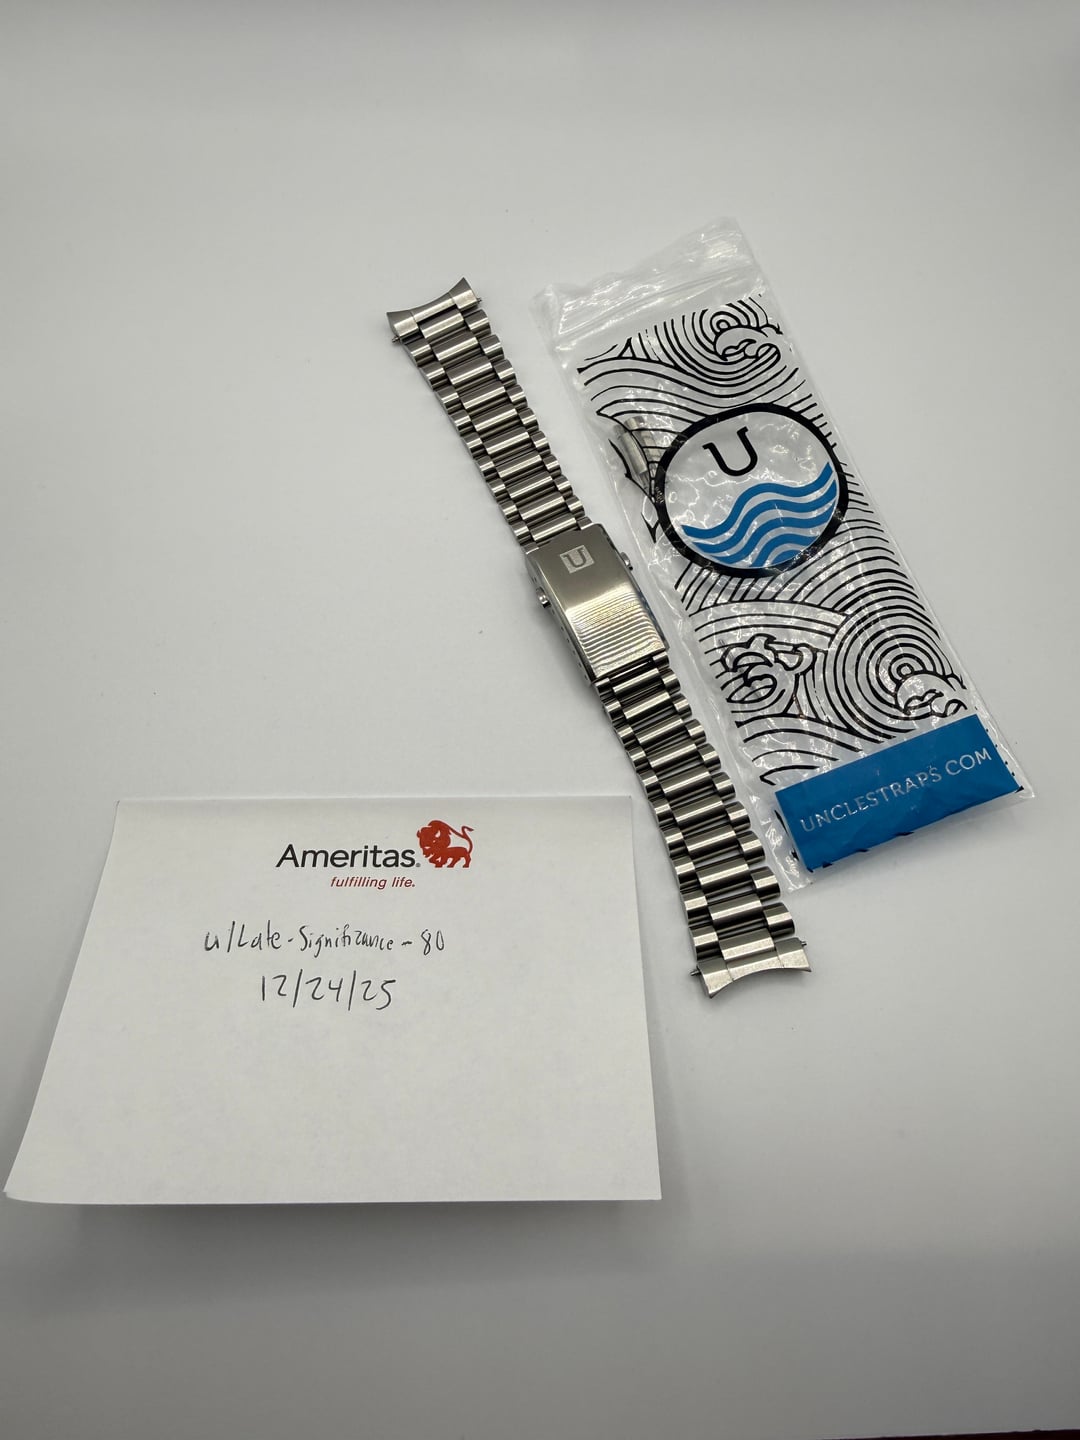 U
U
UNCLESTRAPS.COM
Ameritas®
fulfilling life.
u/Late-Significance-80
12/24/25